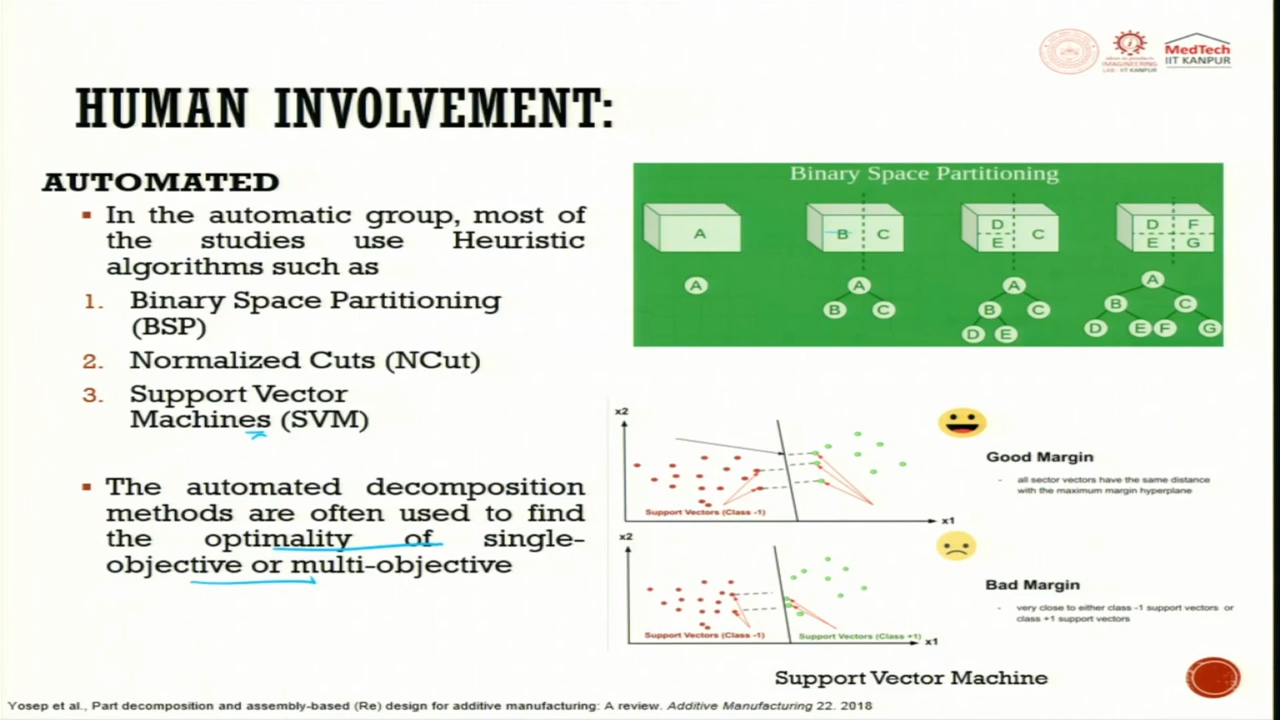 MedTech
IIT KANPUR
IMAGINEERING
LAB - IIT KANPUR
HUMAN INVOLVEMENT:
AUTOMATED
In the automatic group, most of
the studies use Heuristic
algorithms such as
1. Binary Space Partitioning
(BSP)
2. Normalized Cuts (NCut)
3. Support Vector
Machines (SVM)
The automated decomposition
methods are often used to find
the optimality of single-
objective or multi-objective
Binary Space Partitioning
A
B C
D E C
D F E G
A
A B C
A B C D E
A B C D E F G
x2
Good Margin
- all sector vectors have the same distance
with the maximum margin hyperplane
Support Vectors (Class -1)
x1
x2
Bad Margin
- very close to either class -1 support vectors or
class +1 support vectors
Support Vectors (Class -1) Support Vectors (Class +1)
x1
Support Vector Machine
Yosep et al., Part decomposition and assembly-based (Re) design for additive manufacturing: A review. Additive Manufacturing 22. 2018